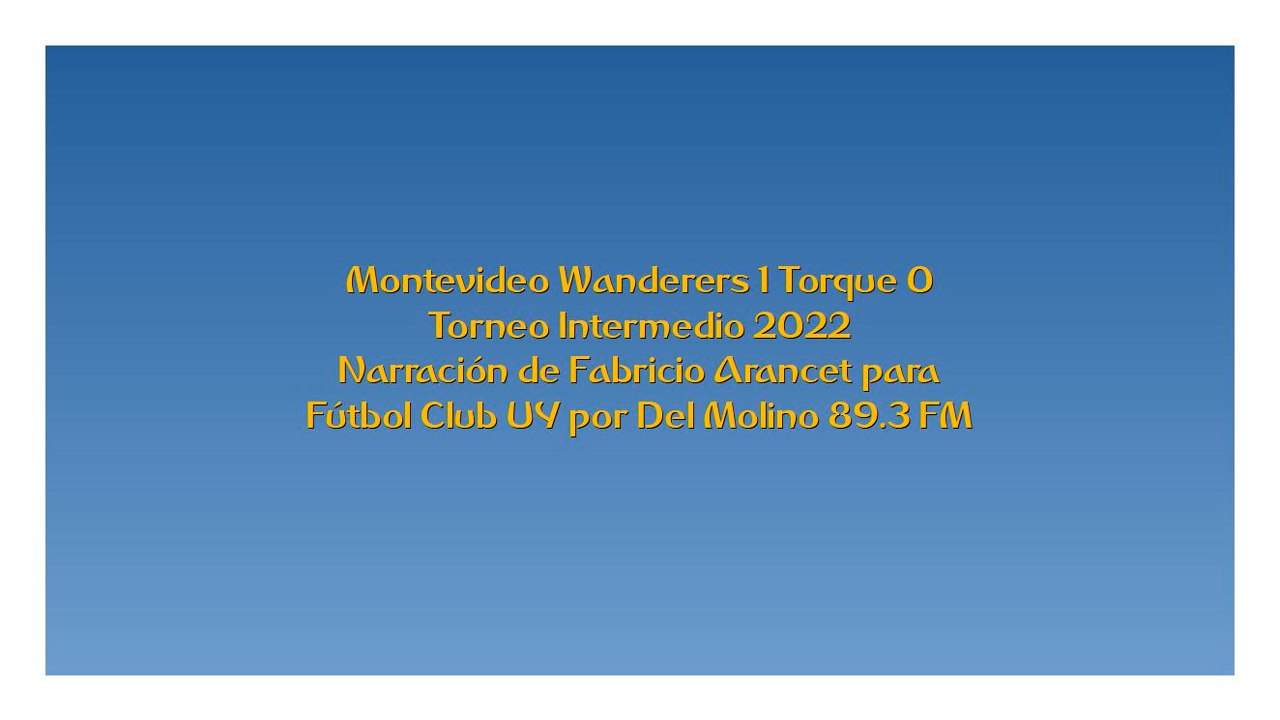 Montevideo Wanderers 1 Torque 0
Torneo Intermedio 2022
Narración de Fabricio Arancet para
Fútbol Club UY por Del Molino 89.3 FM